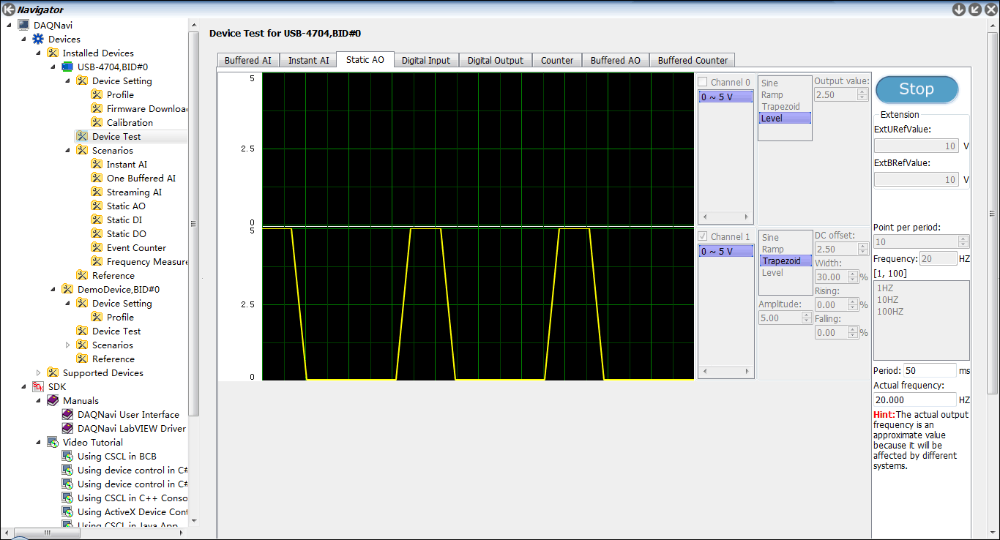 Navigator
DAQNavi
Devices
Installed Devices
USB-4704,BID#0
Device Setting
Profile
Firmware Downloa
Calibration
Device Test
Scenarios
Instant AI
One Buffered AI
Streaming AI
Static AO
Static DI
Static DO
Event Counter
Frequency Measure
Reference
DemoDevice,BID#0
Device Setting
Profile
Device Test
Scenarios
Reference
Supported Devices
SDK
Manuals
DAQNavi User Interface
DAQNavi LabVIEW Driver
Video Tutorial
Using CSCL in BCB
Using device control in C#
Using device control in C#
Using CSCL in C++ Conso
Using ActiveX Device Cont
Using CSCL in Java App
Device Test for USB-4704,BID#0
Buffered AI Instant AI Static AO Digital Input Digital Output Counter Buffered AO Buffered Counter
5
2.5
0
5
2.5
0
Channel 0
0 ~ 5 V
Sine
Ramp
Trapezoid
Level
Output value:
2.50
Channel 1
0 ~ 5 V
Sine
Ramp
Trapezoid
Level
Amplitude:
5.00
DC offset:
2.50
Width:
30.00 %
Rising:
0.00 %
Falling:
0.00 %
Stop
Extension
ExtURefValue:
10 V
ExtBRefValue:
10 V
Point per period:
10
Frequency: 20 HZ
[1, 100]
1HZ
10HZ
100HZ
Period: 50 ms
Actual frequency:
20.000 HZ
Hint:The actual output
frequency is an
approximate value
because it will be
affected by different
systems.